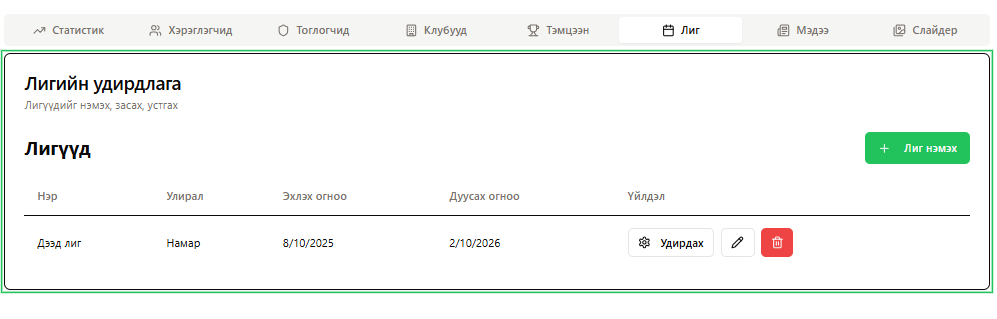 Статистик Хэрэглэгчид Тоглогчид Клубууд Тэмцээн Лиг Мэдээ Слайдер
Лигийн удирдлага
Лигүүдийг нэмэх, засах, устгах
Лигүүд
+ Лиг нэмэх
Нэр Улирал Эхлэх огноо Дуусах огноо Үйлдэл
Дээд лиг Намар 8/10/2025 2/10/2026 Удирдах